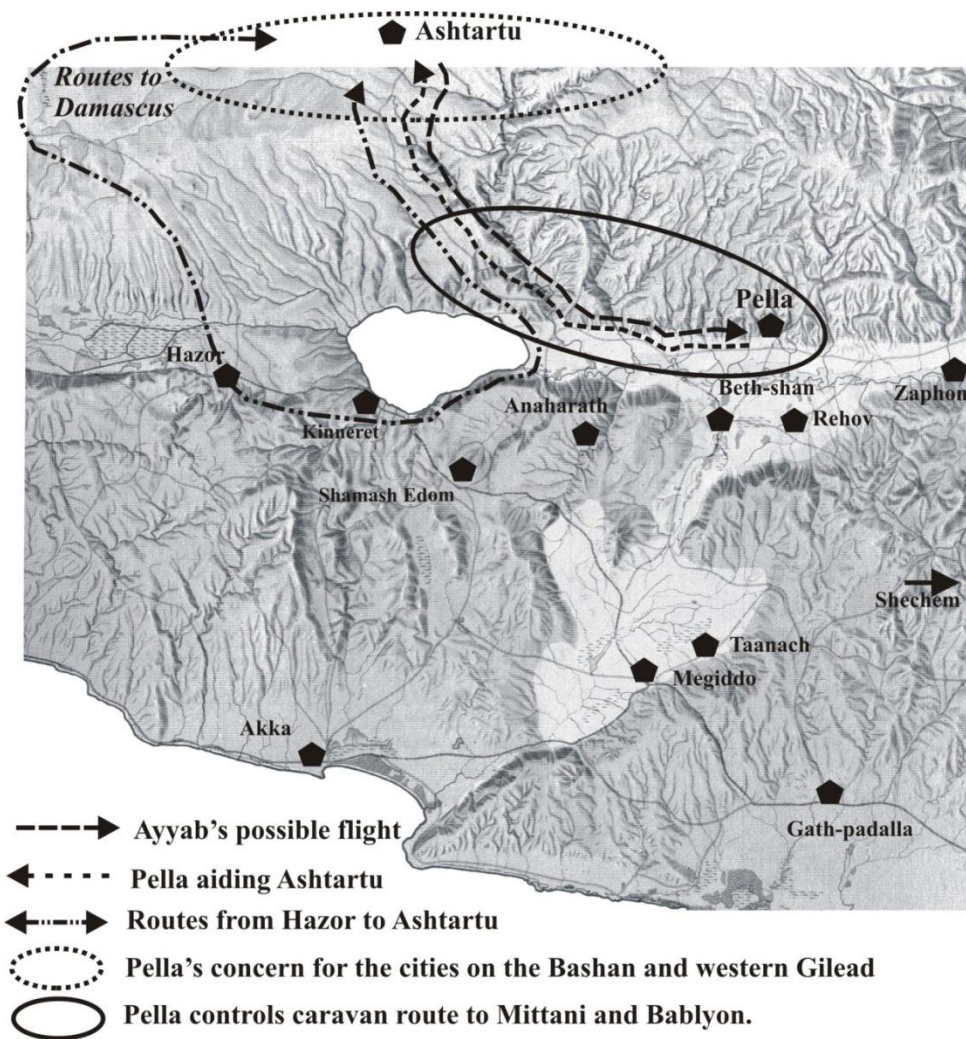 Ashtartu
Routes to
Damascus
Pella
Hazor
Beth-shan
Zaphon
Kinneret
Anaharath
Rehov
Shamash Edom
Shechem
Taanach
Megiddo
Akka
Gath-padalla
Ayyab's possible flight
Pella aiding Ashtartu
Routes from Hazor to Ashtartu
Pella's concern for the cities on the Bashan and western Gilead
Pella controls caravan route to Mittani and Bablyon.